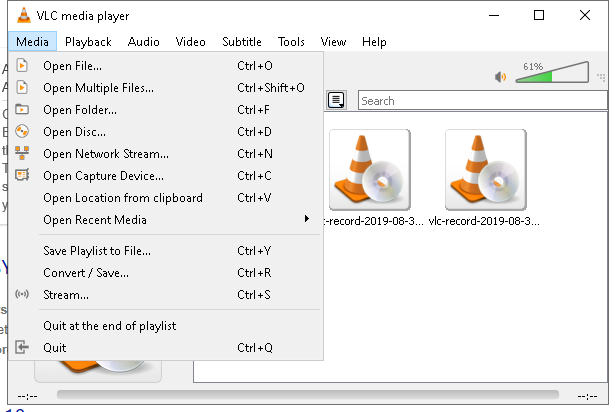 VLC media player
Media Playback Audio Video Subtitle Tools View Help
Open File... Ctrl+O
Open Multiple Files... Ctrl+Shift+O
Open Folder... Ctrl+F
Open Disc... Ctrl+D
Open Network Stream... Ctrl+N
Open Capture Device... Ctrl+C
Open Location from clipboard Ctrl+V
Open Recent Media
Save Playlist to File... Ctrl+Y
Convert / Save... Ctrl+R
Stream... Ctrl+S
Quit at the end of playlist
Quit Ctrl+Q
61%
Search
-record-2019-08-3... vlc-record-2019-08-3...
--:-- --:--